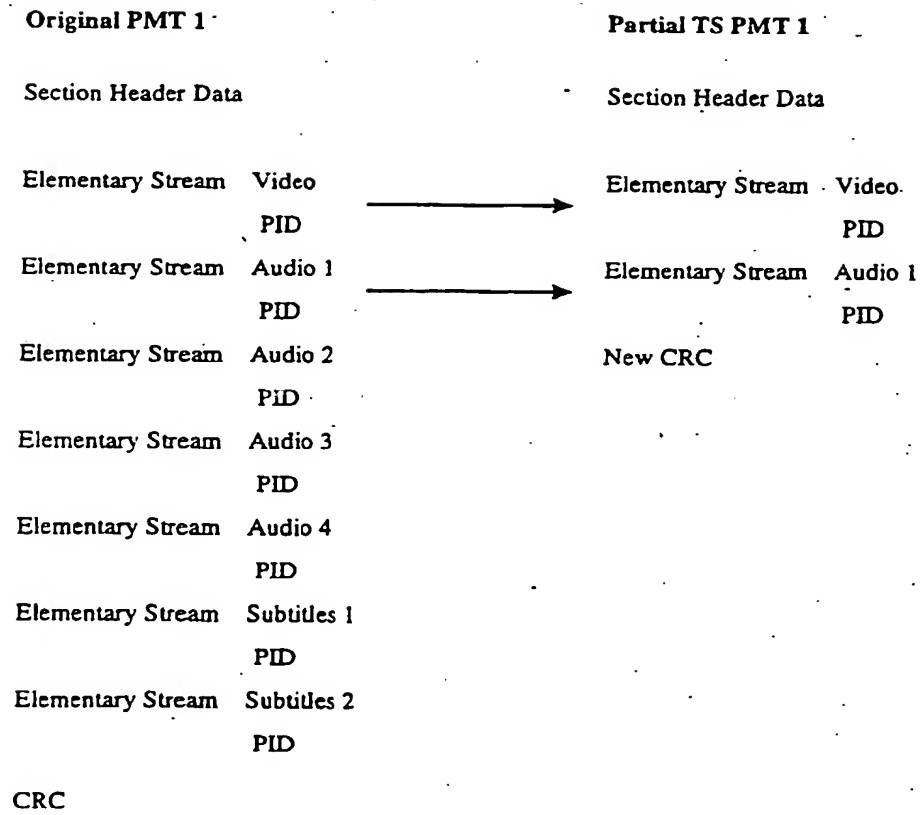 Original PMT 1
Partial TS PMT 1
Section Header Data
Section Header Data
Elementary Stream Video
PID
Elementary Stream Video
PID
Elementary Stream Audio 1
PID
Elementary Stream Audio 1
PID
Elementary Stream Audio 2
PID
New CRC
Elementary Stream Audio 3
PID
Elementary Stream Audio 4
PID
Elementary Stream Subtitles 1
PID
Elementary Stream Subtitles 2
PID
CRC